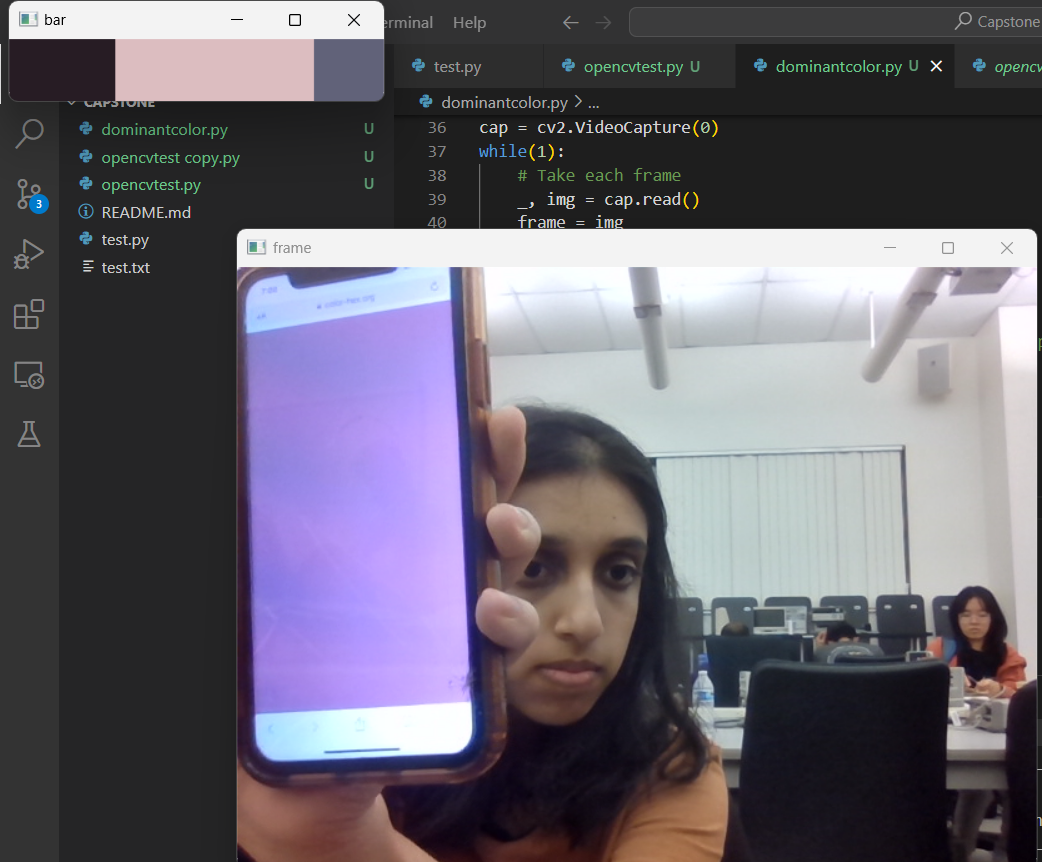 bar
Terminal Help
Capstone
test.py
opencvtest.py U
dominantcolor.py U
CAPSTONE
dominantcolor.py > ...
dominantcolor.py U
opencvtest copy.py U
opencvtest.py U
README.md
test.py
test.txt
3
36 cap = cv2.VideoCapture(0)
37 while(1):
38 # Take each frame
39 _, img = cap.read()
40 frame = img
frame